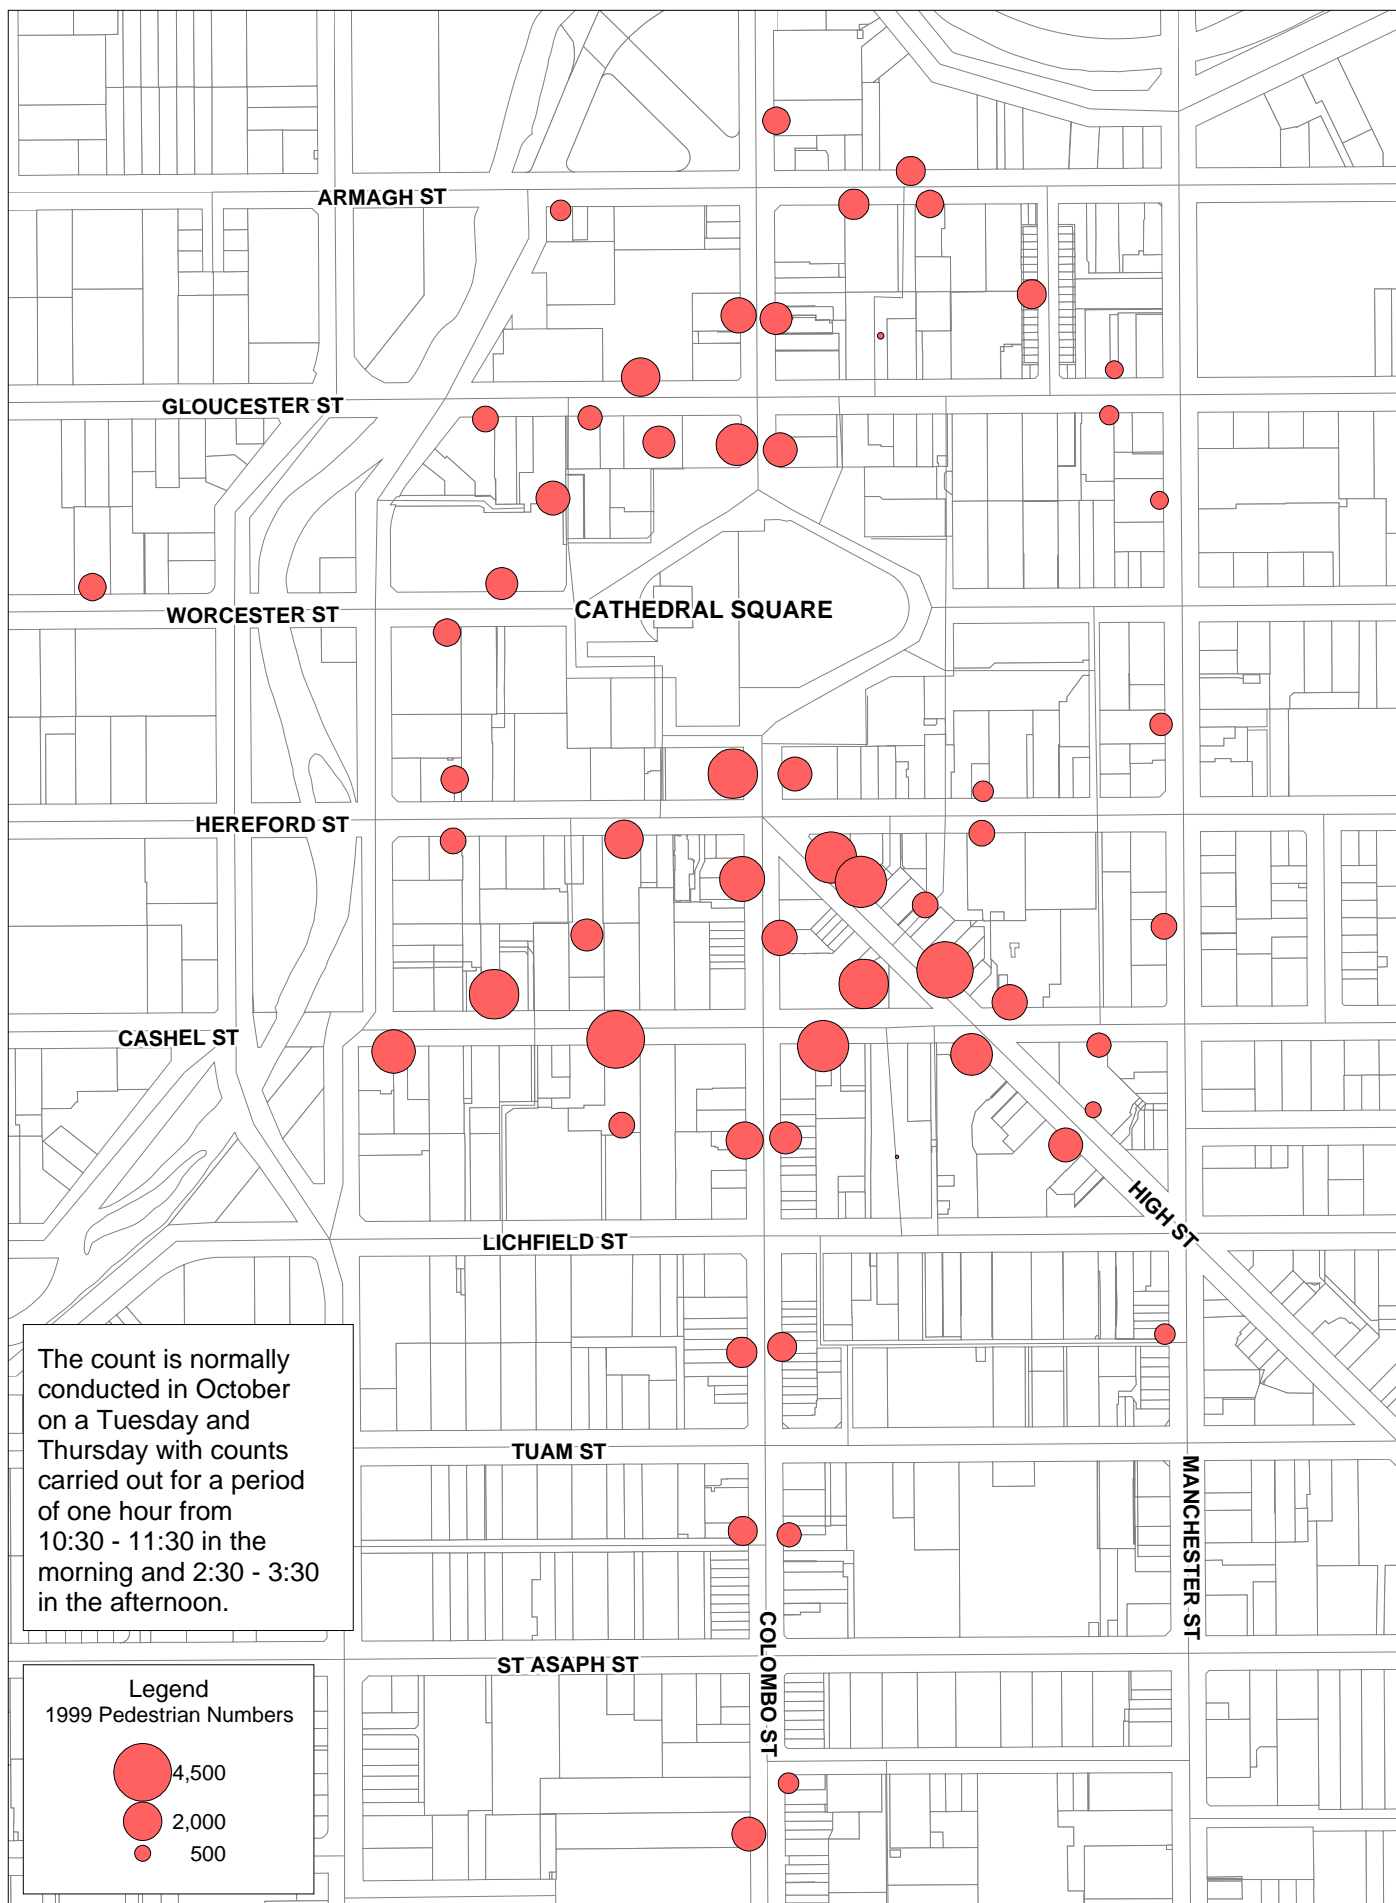 ARMAGH ST
GLOUCESTER ST
WORCESTER ST
CATHEDRAL SQUARE
HEREFORD ST
CASHEL ST
HIGH ST
LICHFIELD ST
The count is normally
conducted in October
on a Tuesday and
Thursday with counts
carried out for a period
of one hour from
10:30 - 11:30 in the
morning and 2:30 - 3:30
in the afternoon.
TUAM ST
MANCHESTER ST
COLOMBO ST
ST ASAPH ST
Legend
1999 Pedestrian Numbers
4,500
2,000
500